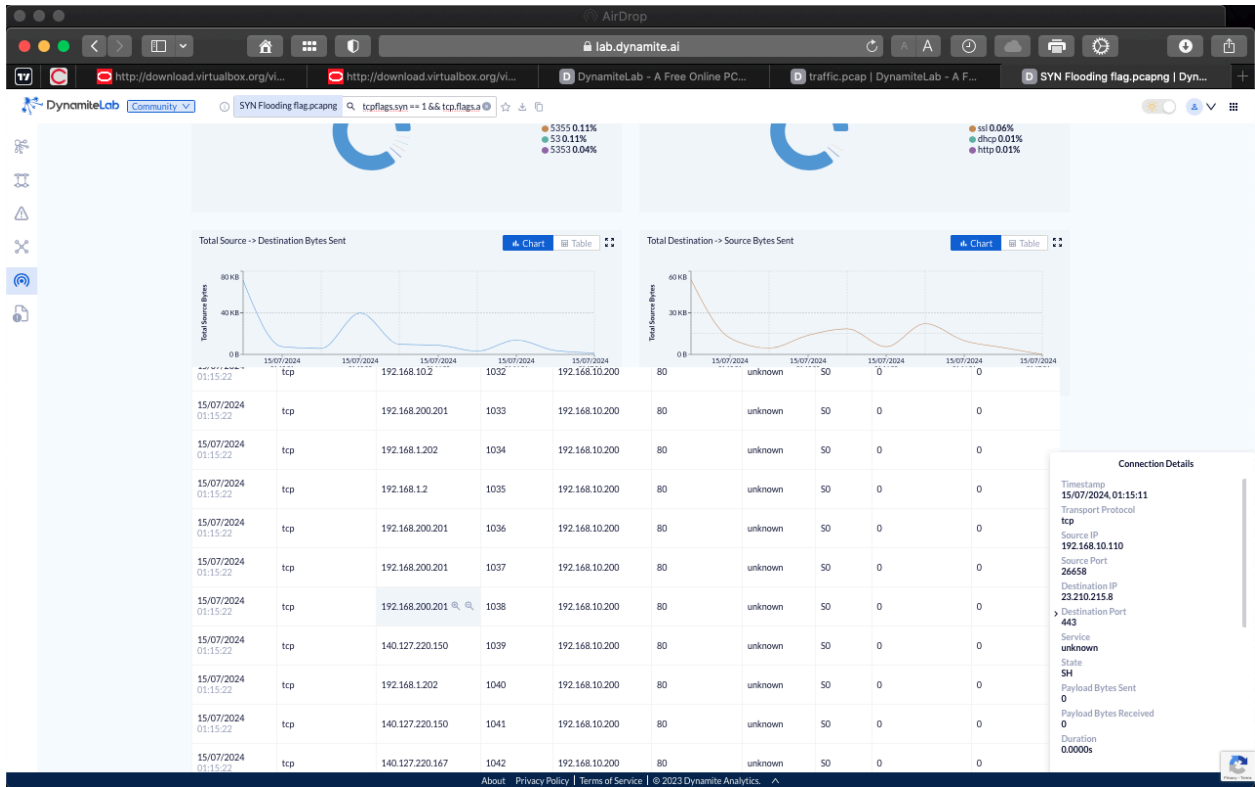 AirDrop
lab.dynamite.ai
A A
http://download.virtualbox.org/vi...
http://download.virtualbox.org/vi...
D DynamiteLab - A Free Online PC...
D traffic.pcap | DynamiteLab - A F...
D SYN Flooding flag.pcapng | Dyn...
DynamiteLab
Community
SYN Flooding flag.pcapng
tcpflags.syn == 1 && tcp.flags.a
5355 0.11%
53 0.11%
5353 0.04%
ssl 0.06%
dhcp 0.01%
http 0.01%
Total Source -> Destination Bytes Sent
Chart
Table
Total Source Bytes
80 KB
40 KB
0 B
15/07/2024 15/07/2024 15/07/2024 15/07/2024 15/07/2024
Total Destination -> Source Bytes Sent
Chart
Table
Total Source Bytes
60 KB
30 KB
0 B
15/07/2024 15/07/2024 15/07/2024 15/07/2024 15/07/2024
15/07/2024
01:15:22 tcp 192.168.10.2 1032 192.168.10.200 80 unknown S0 0 0
15/07/2024
01:15:22 tcp 192.168.200.201 1033 192.168.10.200 80 unknown S0 0 0
15/07/2024
01:15:22 tcp 192.168.1.202 1034 192.168.10.200 80 unknown S0 0 0
15/07/2024
01:15:22 tcp 192.168.1.2 1035 192.168.10.200 80 unknown S0 0 0
15/07/2024
01:15:22 tcp 192.168.200.201 1036 192.168.10.200 80 unknown S0 0 0
15/07/2024
01:15:22 tcp 192.168.200.201 1037 192.168.10.200 80 unknown S0 0 0
15/07/2024
01:15:22 tcp 192.168.200.201 1038 192.168.10.200 80 unknown S0 0 0
15/07/2024
01:15:22 tcp 140.127.220.150 1039 192.168.10.200 80 unknown S0 0 0
15/07/2024
01:15:22 tcp 192.168.1.202 1040 192.168.10.200 80 unknown S0 0 0
15/07/2024
01:15:22 tcp 140.127.220.150 1041 192.168.10.200 80 unknown S0 0 0
15/07/2024
01:15:22 tcp 140.127.220.167 1042 192.168.10.200 80 unknown S0 0 0
Connection Details
Timestamp
15/07/2024, 01:15:11
Transport Protocol
tcp
Source IP
192.168.10.110
Source Port
26658
Destination IP
23.210.215.8
Destination Port
443
Service
unknown
State
SH
Payload Bytes Sent
0
Payload Bytes Received
0
Duration
0.0000s
Privacy - Terms
About Privacy Policy | Terms of Service | © 2023 Dynamite Analytics.